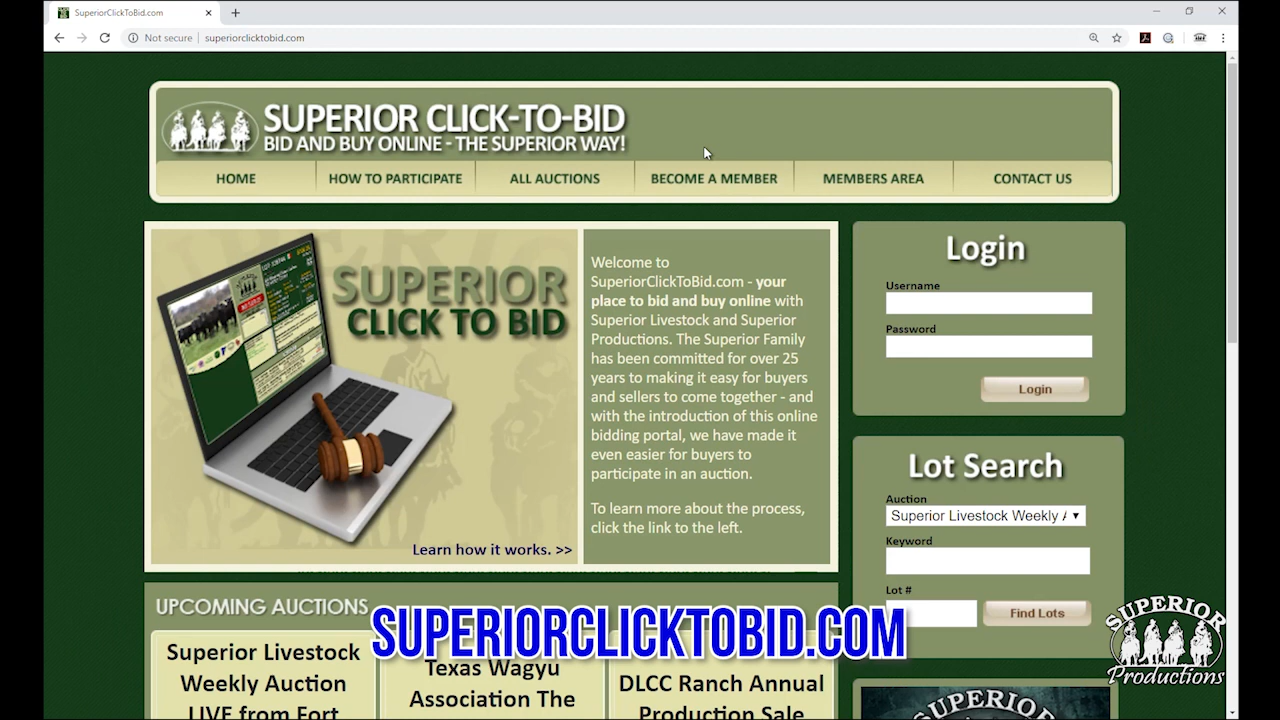 SuperiorClickToBid.com
Not secure
superiorclicktobid.com
SUPERIOR CLICK-TO-BID
BID AND BUY ONLINE - THE SUPERIOR WAY!
HOME
HOW TO PARTICIPATE
ALL AUCTIONS
BECOME A MEMBER
MEMBERS AREA
CONTACT US
SUPERIOR
CLICK TO BID
Learn how it works. >>
Welcome to
SuperiorClickToBid.com - your
place to bid and buy online with
Superior Livestock and Superior
Productions. The Superior Family
has been committed for over 25
years to making it easy for buyers
and sellers to come together - and
with the introduction of this online
bidding portal, we have made it
even easier for buyers to
participate in an auction.
To learn more about the process,
click the link to the left.
Login
Username
Password
Login
Lot Search
Auction
Superior Livestock Weekly
Keyword
Lot #
Find Lots
UPCOMING AUCTIONS
Superior Livestock
Weekly Auction
LIVE from Fort
Texas Wagyu
Association The
DLCC Ranch Annual
Production Sale
SUPERIORCLICKTOBID.COM
SUPERIOR
Productions
SUPERIOR